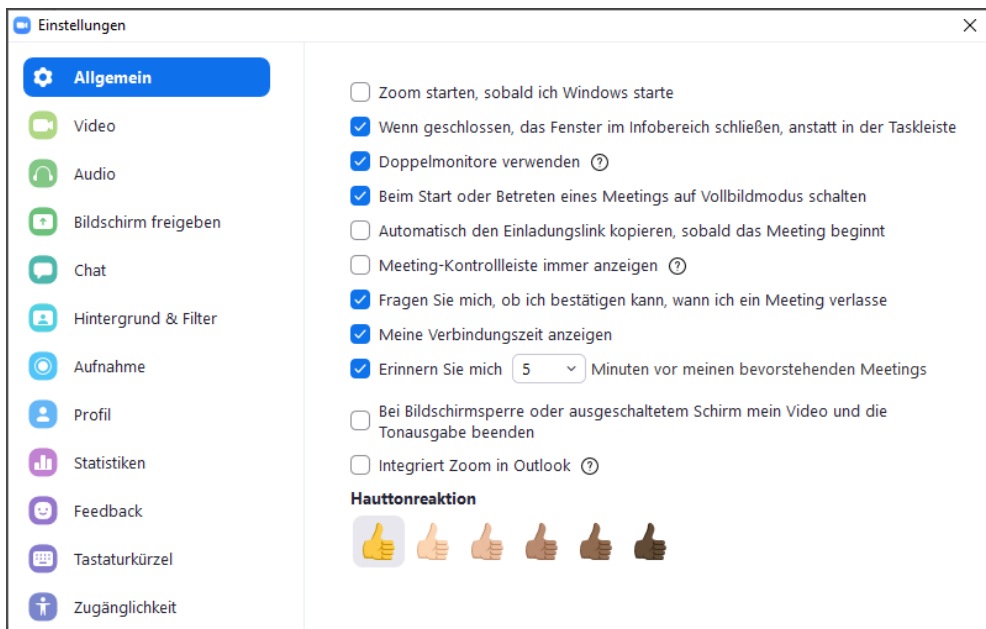 Einstellungen
Allgemein
Video
Audio
Bildschirm freigeben
Chat
Hintergrund & Filter
Aufnahme
Profil
Statistiken
Feedback
Tastaturkürzel
Zugänglichkeit
Zoom starten, sobald ich Windows starte
Wenn geschlossen, das Fenster im Infobereich schließen, anstatt in der Taskleiste
Doppelmonitore verwenden ?
Beim Start oder Betreten eines Meetings auf Vollbildmodus schalten
Automatisch den Einladungslink kopieren, sobald das Meeting beginnt
Meeting-Kontrollleiste immer anzeigen ?
Fragen Sie mich, ob ich bestätigen kann, wann ich ein Meeting verlasse
Meine Verbindungszeit anzeigen
Erinnern Sie mich 5 Minuten vor meinen bevorstehenden Meetings
Bei Bildschirmsperre oder ausgeschaltetem Schirm mein Video und die
Tonausgabe beenden
Integriert Zoom in Outlook ?
Hauttonreaktion